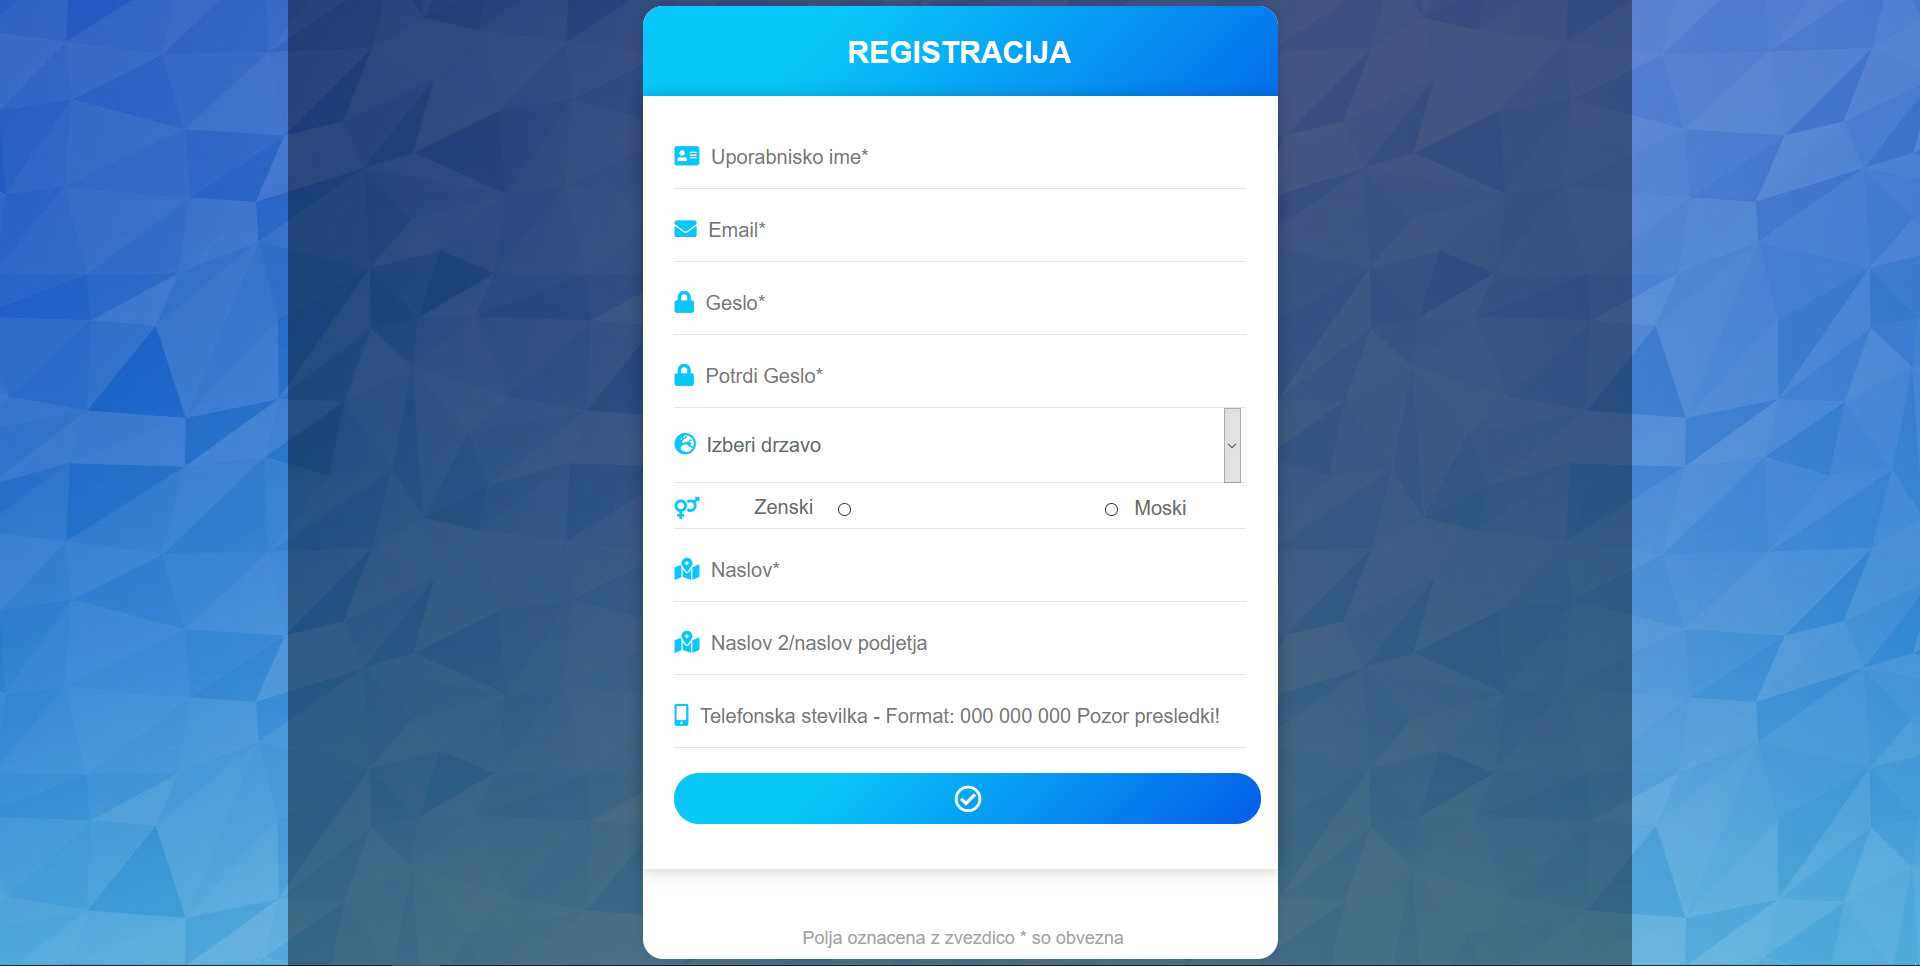 REGISTRACIJA
Uporabnisko ime*
Email*
Geslo*
Potrdi Geslo*
Izberi drzavo
Zenski Moski
Naslov*
Naslov 2/naslov podjetja
Telefonska stevilka - Format: 000 000 000 Pozor presledki!
Polja oznacena z zvezdico * so obvezna